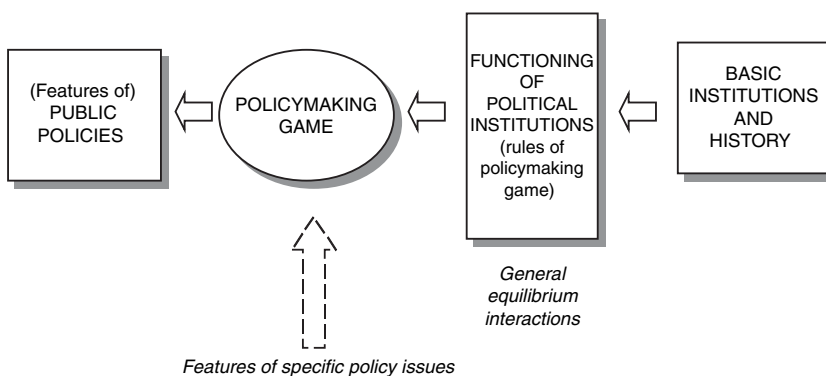 (Features of)
PUBLIC
POLICIES
POLICYMAKING
GAME
FUNCTIONING
OF
POLITICAL
INSTITUTIONS
(rules of
policymaking
game)
BASIC
INSTITUTIONS
AND
HISTORY
General
equilibrium
interactions
Features of specific policy issues